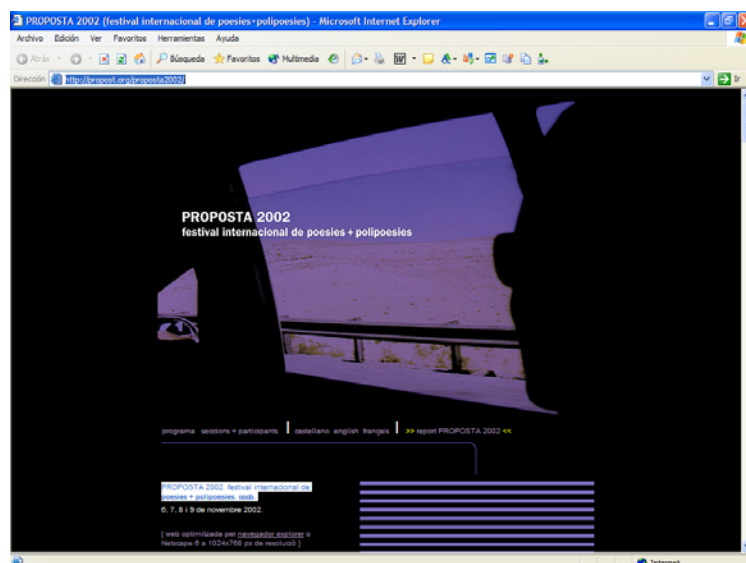 PROPOSTA 2002 (festival internacional de poesies+polipoesies) - Microsoft Internet Explorer
Archivo Edición Ver Favoritos Herramientas Ayuda
Atrás Búsqueda Favoritos Multimedia
Dirección http://propost.org/proposta2002/ Ir
PROPOSTA 2002
festival internacional de poesies + polipoesies
programa sessions + participants castellano english français >> report PROPOSTA 2002 <<
PROPOSTA 2002. festival internacional de
poesies + polipoesies. cccb.
6, 7, 8 i 9 de novembre 2002.
[ web optimitzada per navegador explorer o
Netscape 6 a 1024x768 px de resolució ]
Internet